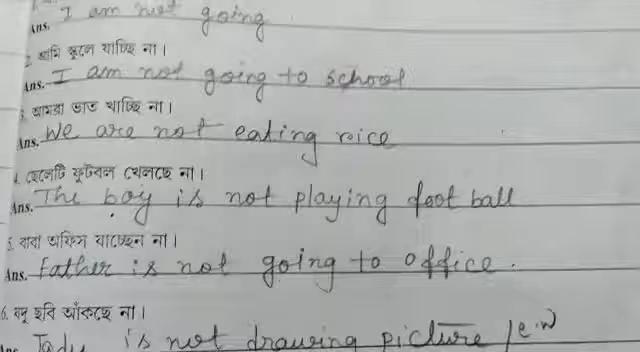 Ans. I am not going
2. আমি স্কুলে যাচ্ছি না।
Ans. I am not going to school
3. আমরা ভাত খাচ্ছি না।
Ans. We are not eating rice
4. ছেলেটি ফুটবল খেলছে না।
Ans. The boy is not playing foot ball
5. বাবা অফিস যাচ্ছেন না।
Ans. Father is not going to office.
6. যদু ছবি আঁকছে না।
Ans. Jadu is not drawing picture